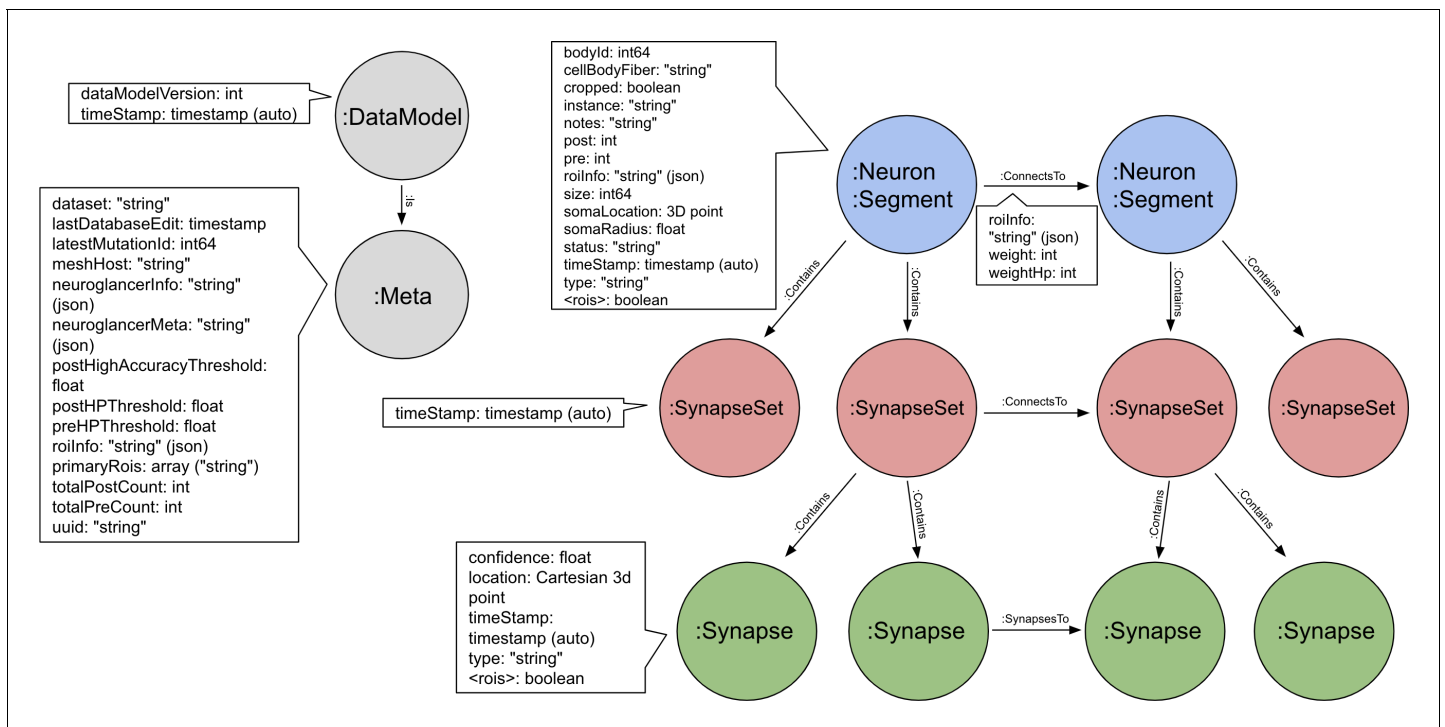 dataModelVersion: int
timeStamp: timestamp (auto)
:DataModel
:Is
dataset: "string"
lastDatabaseEdit: timestamp
latestMutationId: int64
meshHost: "string"
neuroglancerInfo: "string"
(json)
neuroglancerMeta: "string"
(json)
postHighAccuracyThreshold:
float
postHPThreshold: float
preHPThreshold: float
roiInfo: "string" (json)
primaryRois: array ("string")
totalPostCount: int
totalPreCount: int
uuid: "string"
:Meta
bodyId: int64
cellBodyFiber: "string"
cropped: boolean
instance: "string"
notes: "string"
post: int
pre: int
roiInfo: "string" (json)
size: int64
somaLocation: 3D point
somaRadius: float
status: "string"
timeStamp: timestamp (auto)
type: "string"
<rois>: boolean
:Neuron
:Segment
:ConnectsTo
roiInfo:
"string" (json)
weight: int
weightHp: int
:Neuron
:Segment
:Contains
:Contains
:Contains
:Contains
timeStamp: timestamp (auto)
:SynapseSet
:SynapseSet
:ConnectsTo
:SynapseSet
:SynapseSet
:Contains
:Contains
:Contains
:Contains
confidence: float
location: Cartesian 3d
point
timeStamp:
timestamp (auto)
type: "string"
<rois>: boolean
:Synapse
:Synapse
:SynapsesTo
:Synapse
:Synapse